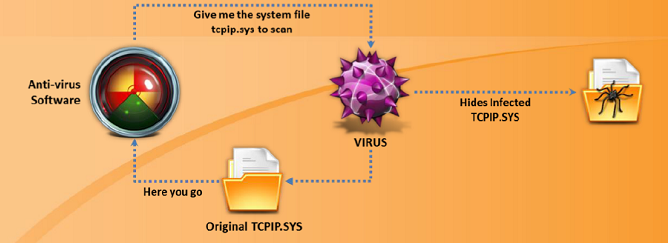 Give me the system file
tcpip.sys to scan
Anti-virus
Software
VIRUS
Hides Infected
TCPIP.SYS
Here you go
Original TCPIP.SYS